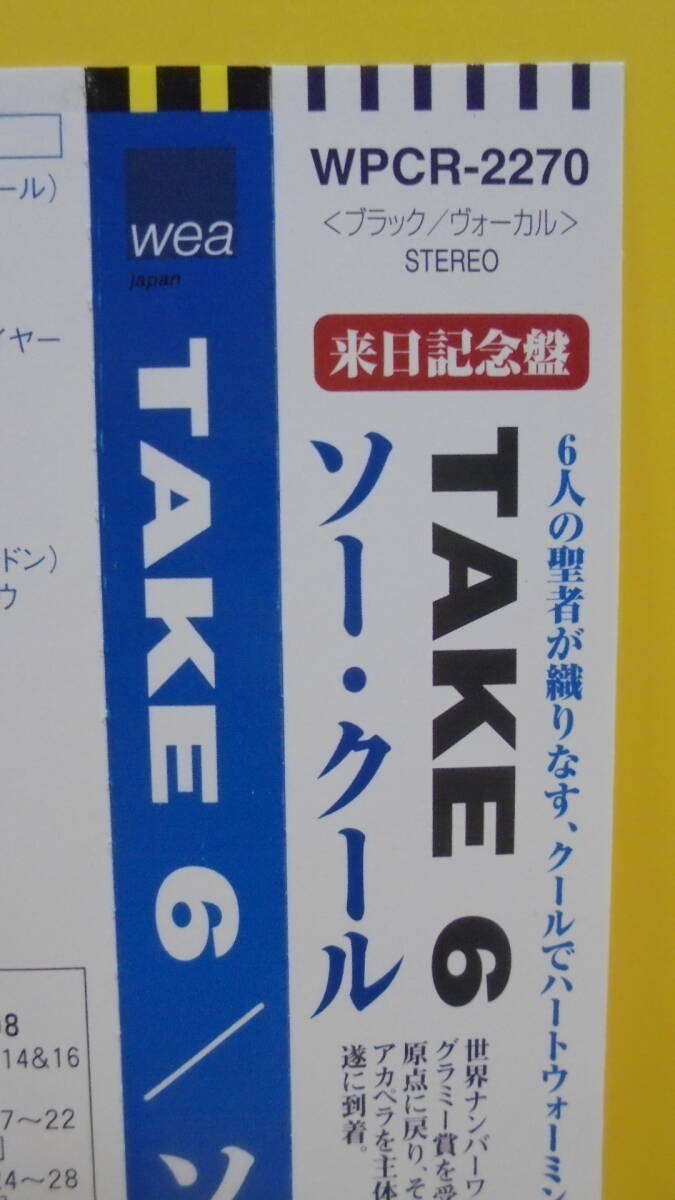 WPCR-2270
＜ブラック／ヴォーカル＞
STEREO
来日記念盤
6人の聖者が織りなす、クールでハートウォーミン
TAKE 6
ソー・クール
世界ナンバーワ
グラミー賞を受
原点に戻り、そ
アカペラを主体
遂に到着。
wea
japan
TAKE 6／ソ
ール)
イヤー
ドン)
ウ
98
14&16
7～22
24～28